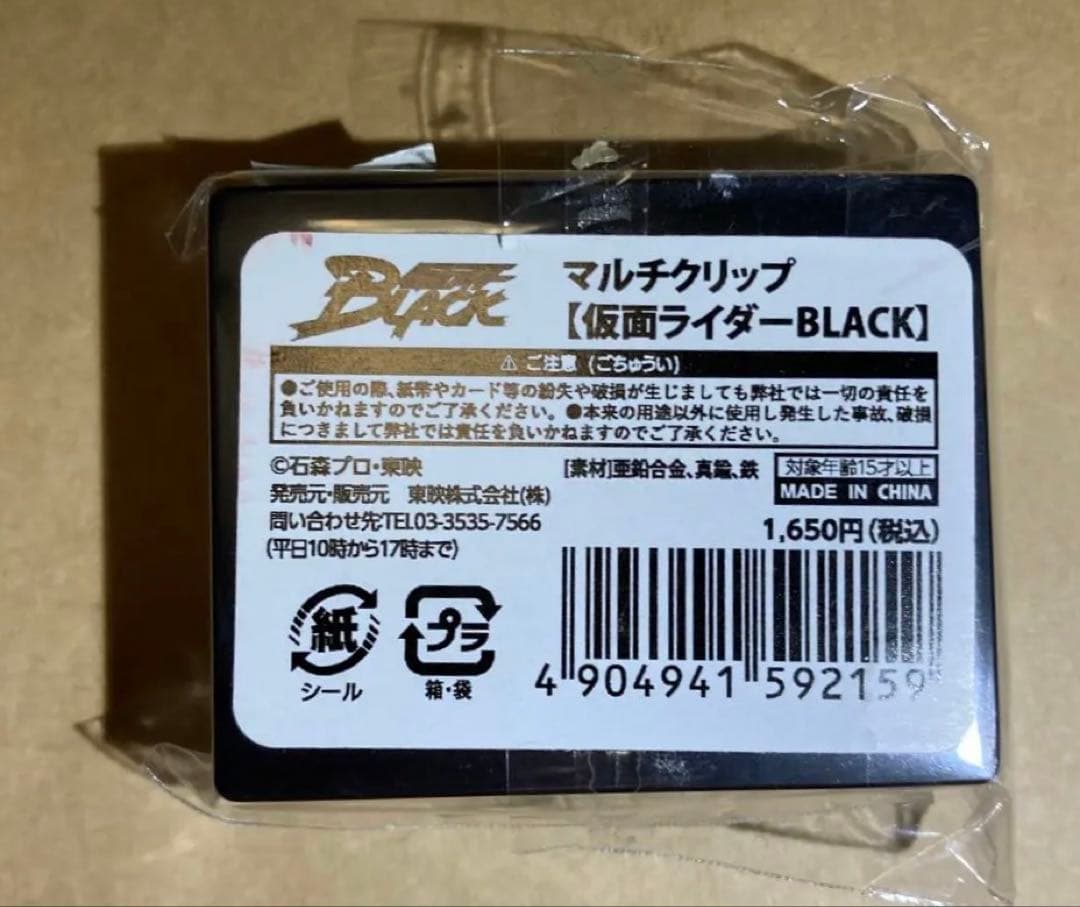 BLACK
マルチクリップ
【仮面ライダーBLACK】
⚠ ご注意 (ごちゅうい)
●ご使用の際、紙幣やカード等の紛失や破損が生じましても弊社では一切の責任を
負いかねますのでご了承ください。●本来の用途以外に使用し発生した事故、破損
につきまして弊社では責任を負いかねますのでご了承ください。
©石森プロ・東映
発売元・販売元 東映株式会社(株)
問い合わせ先:TEL03-3535-7566
(平日10時から17時まで)
[素材]亜鉛合金、真鍮、鉄
対象年齢15才以上
MADE IN CHINA
1,650円(税込)
紙
シール
プラ
箱・袋
4 904941 592159